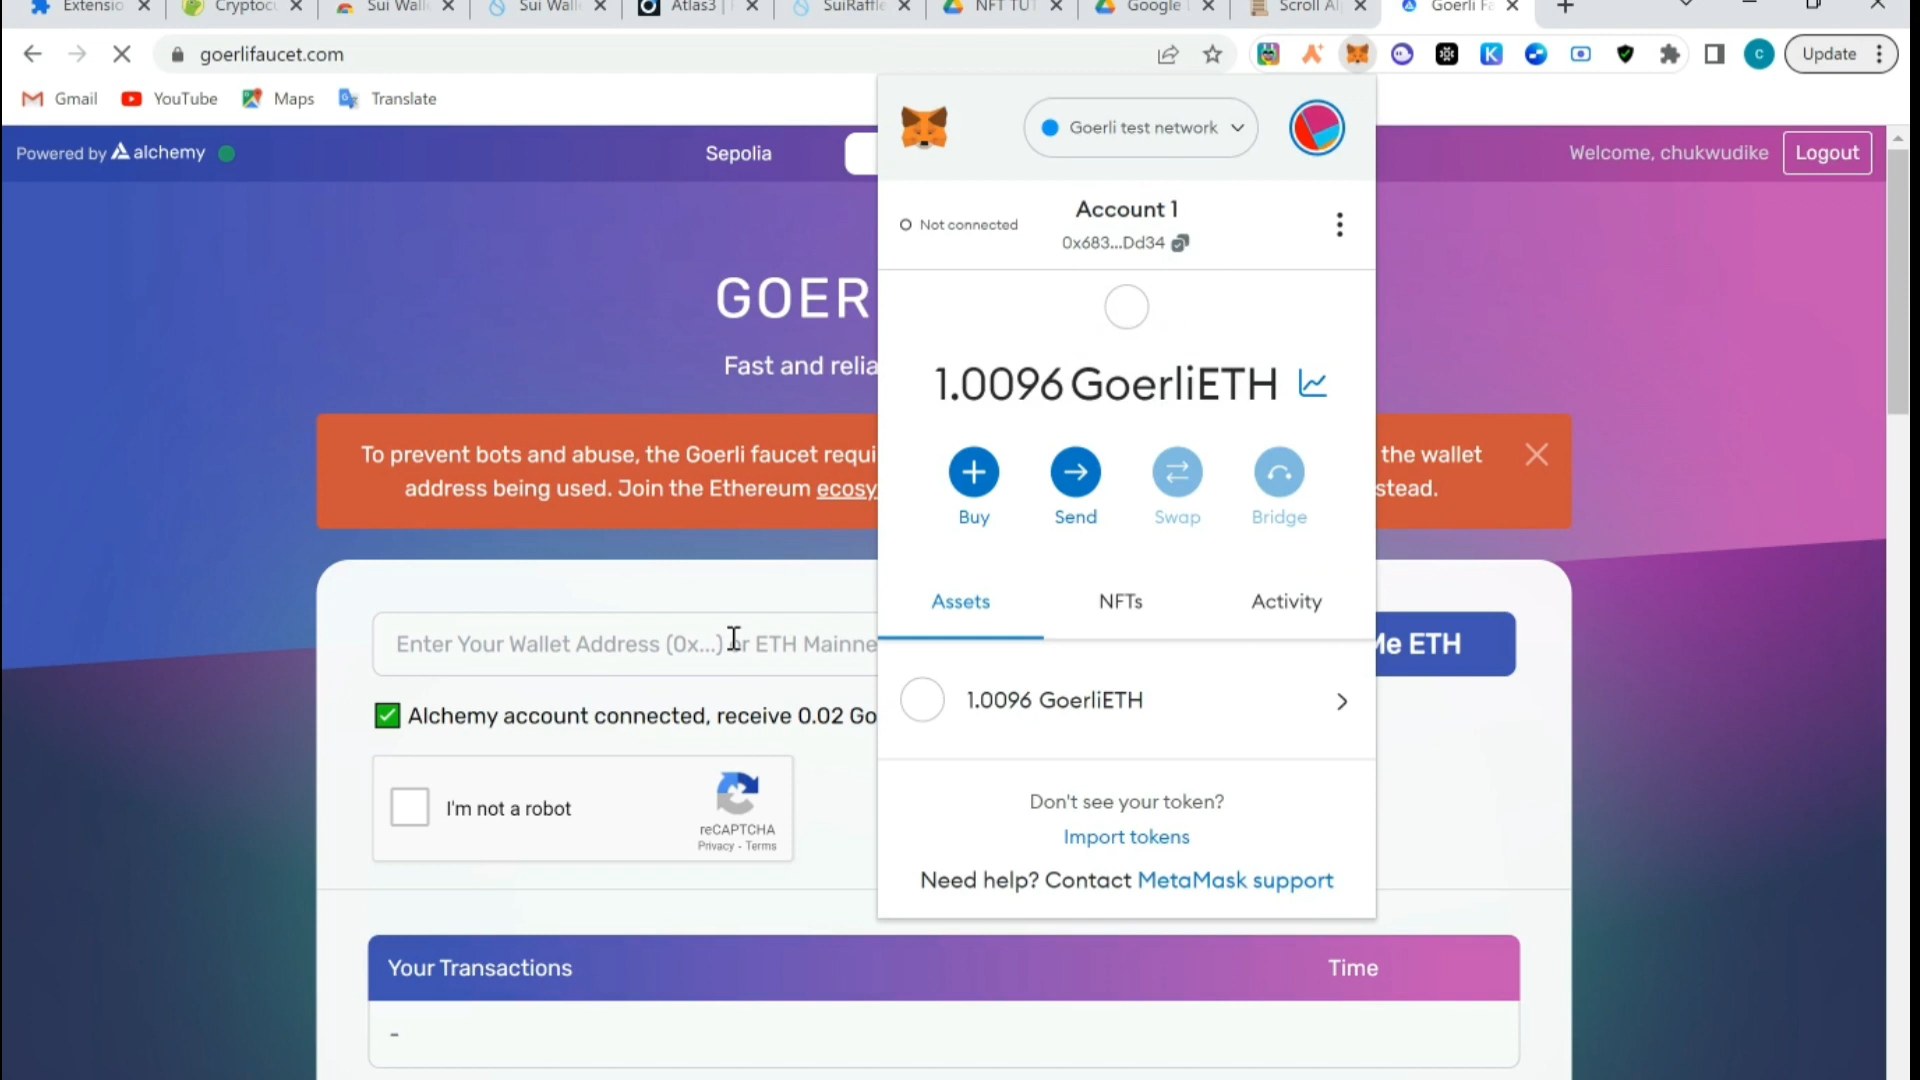 Extensio
Cryptocu
Sui Wall
Sui Wall
Atlas3 |
SuiRaffle
NFT TUT
Google
Scroll Al
Goerli Fa
goerlifaucet.com
C
Update
Gmail
YouTube
Maps
Translate
Powered by alchemy
Sepolia
Welcome, chukwudike
Logout
Goerli test network
Not connected
Account 1
0x683...Dd34
GOER
Fast and relia
1.0096 GoerliETH
To prevent bots and abuse, the Goerli faucet requi
the wallet
address being used. Join the Ethereum ecosy
stead.
Buy
Send
Swap
Bridge
Assets
NFTs
Activity
Enter Your Wallet Address (0x...) or ETH Mainne
Me ETH
1.0096 GoerliETH
Alchemy account connected, receive 0.02 Go
I'm not a robot
reCAPTCHA
Privacy - Terms
Don't see your token?
Import tokens
Need help? Contact MetaMask support
Your Transactions
Time
-